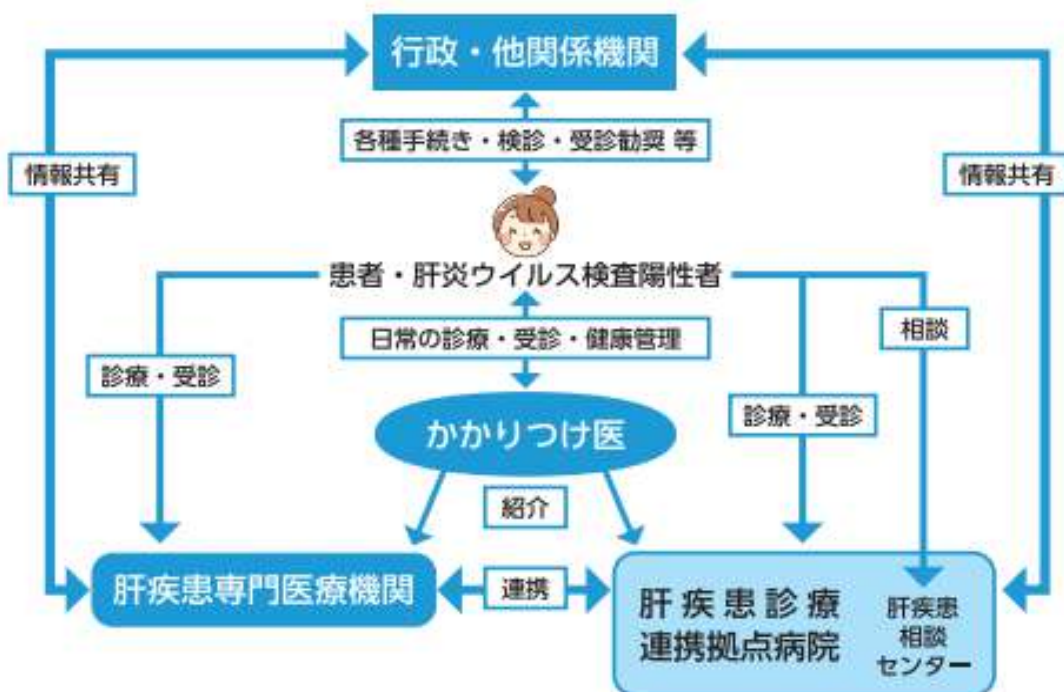 行政・他関係機関
各種手続き・検診・受診勧奨 等
情報共有
情報共有
患者・肝炎ウイルス検査陽性者
日常の診療・受診・健康管理
相談
診療・受診
診療・受診
かかりつけ医
紹介
肝疾患専門医療機関
連携
肝疾患診療
連携拠点病院
肝疾患
相談
センター